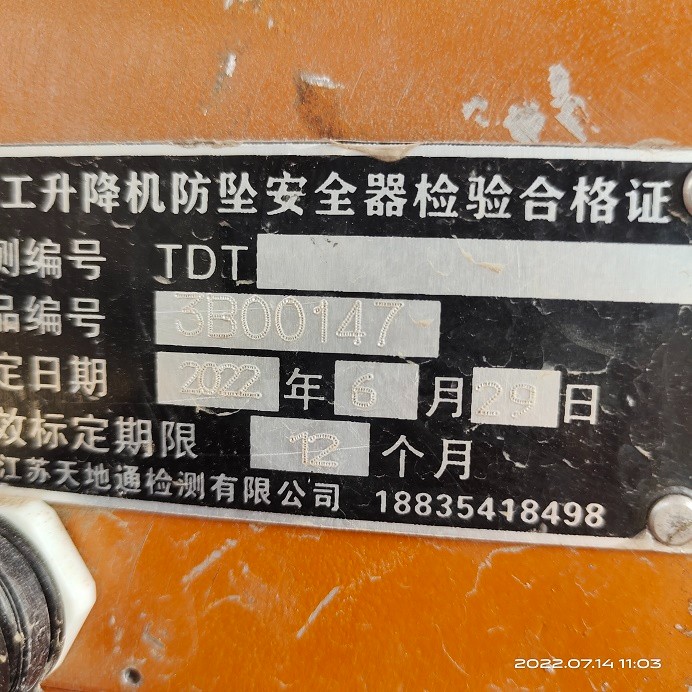 工升降机防坠安全器检验合格证
测编号 TDT
品编号 3B00147
定日期 2022 年 6 月 29 日
效标定期限 12 个月
江苏天地通检测有限公司 18835418498
2022.07.14 11:03